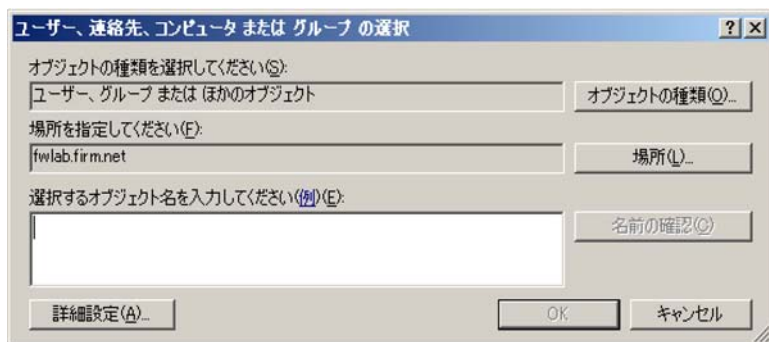 ユーザー、連絡先、コンピュータ または グループ の選択
オブジェクトの種類を選択してください(S):
ユーザー、グループ または ほかのオブジェクト
オブジェクトの種類(O)...
場所を指定してください(F):
fwlab.firm.net
場所(L)...
選択するオブジェクト名を入力してください(例)(E):
名前の確認(C)
詳細設定(A)...
OK
キャンセル